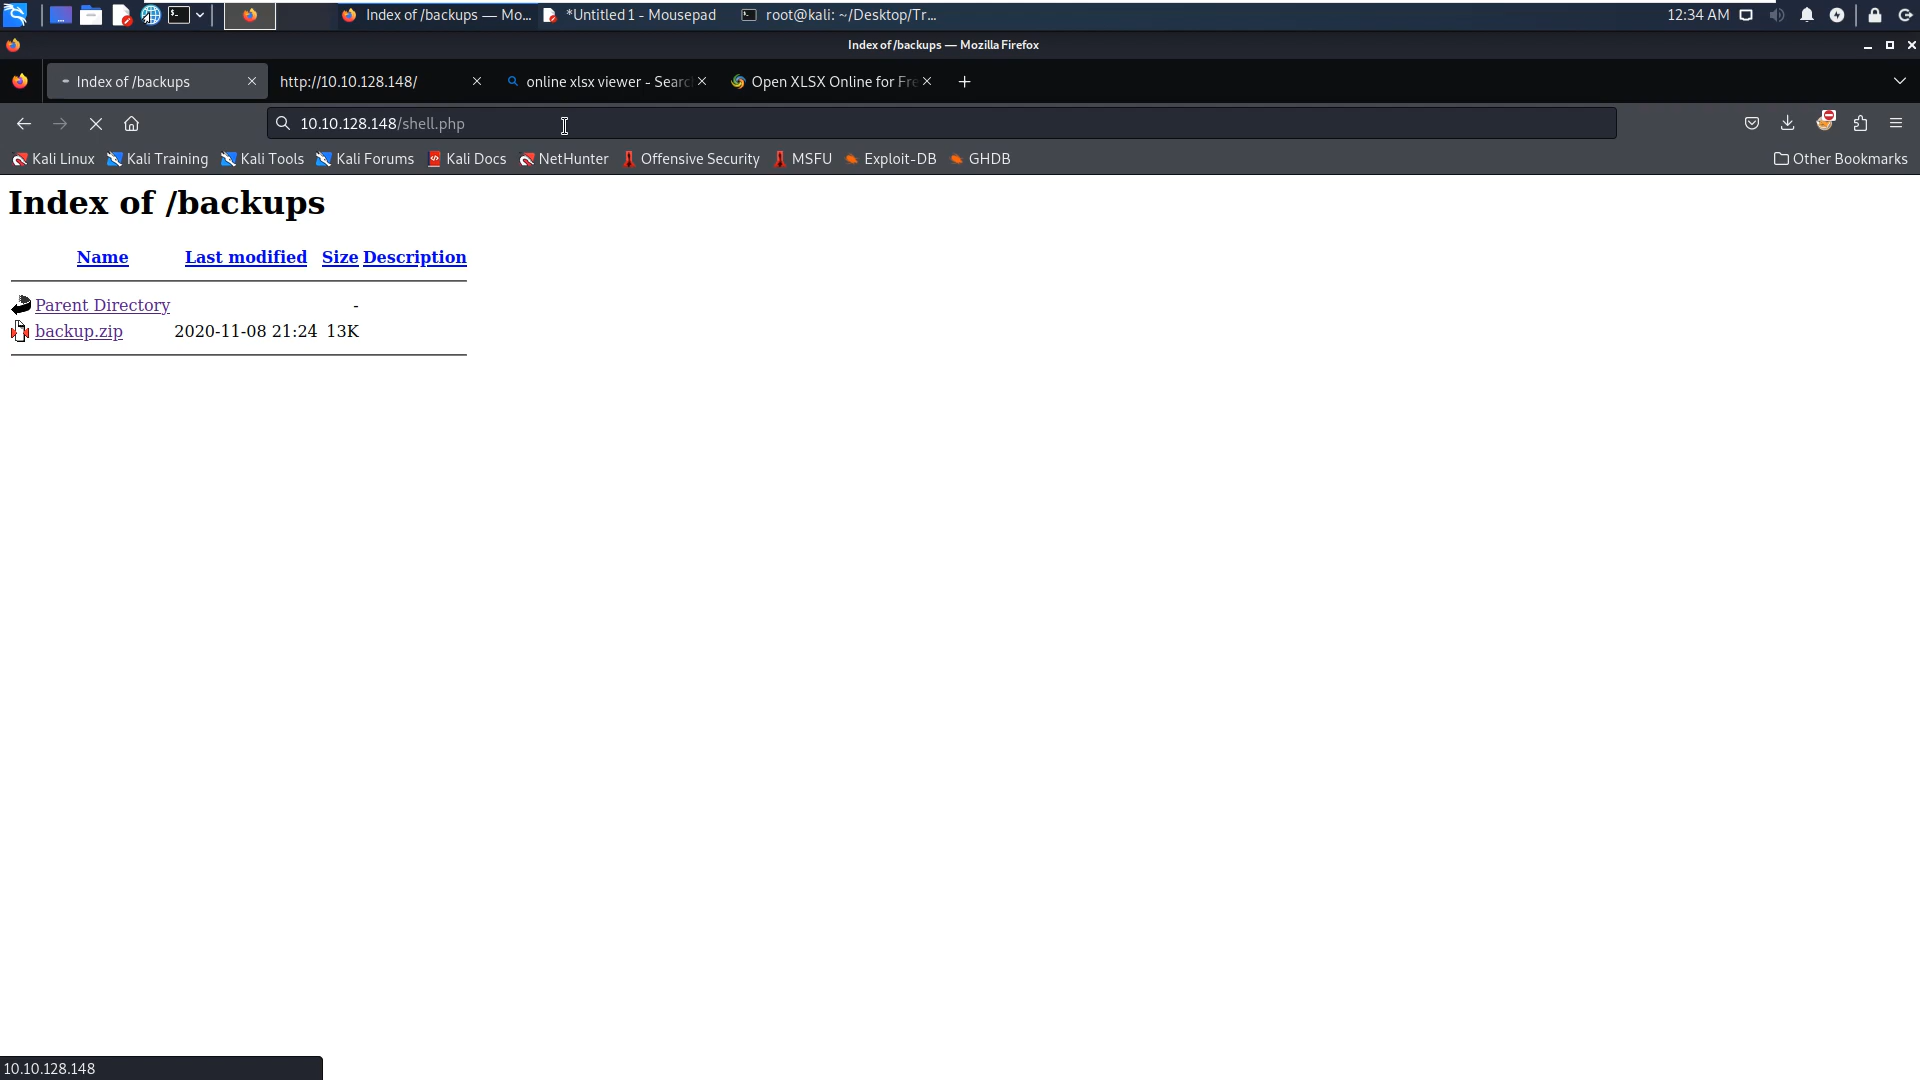 Index of /backups — Mo... *Untitled 1 - Mousepad root@kali: ~/Desktop/Tr... 12:34 AM
Index of /backups — Mozilla Firefox
Index of /backups http://10.10.128.148/ online xlsx viewer - Searc Open XLSX Online for Fre
10.10.128.148/shell.php
Kali Linux Kali Training Kali Tools Kali Forums Kali Docs NetHunter Offensive Security MSFU Exploit-DB GHDB Other Bookmarks
Index of /backups
Name Last modified Size Description
Parent Directory -
backup.zip 2020-11-08 21:24 13K
10.10.128.148